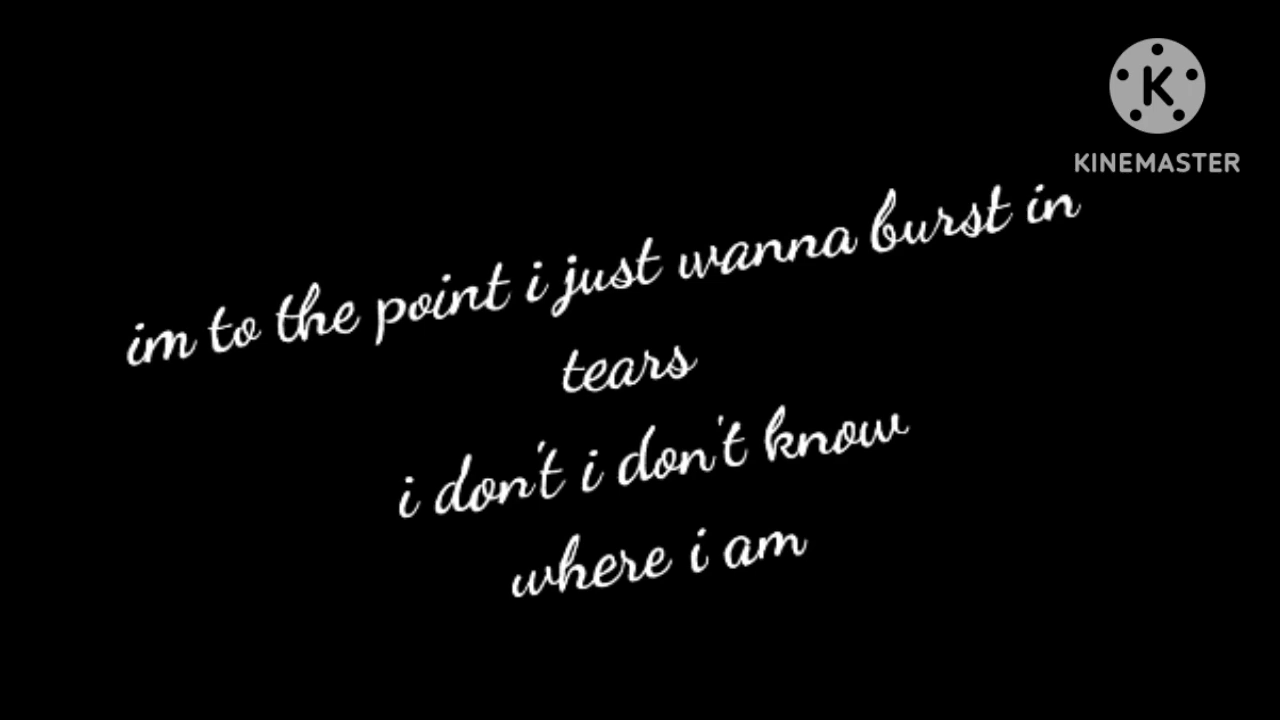 K
KINEMASTER
im to the point i just wanna burst in
tears
i don't i don't know
where i am